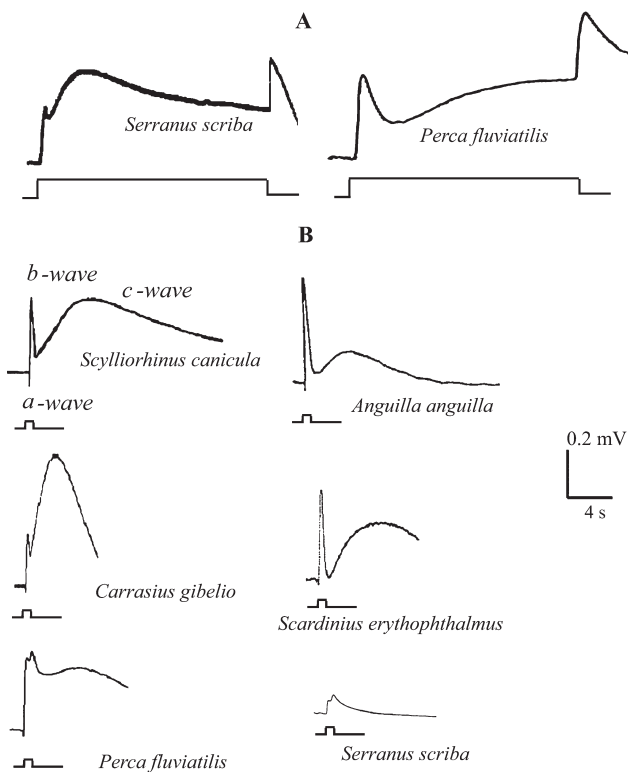 A
Serranus scriba
Perca fluviatilis
B
b-wave
c-wave
Scylliorhinus canicula
a-wave
Anguilla anguilla
0.2 mV
4 s
Carrasius gibelio
Scardinius erythophthalmus
Perca fluviatilis
Serranus scriba